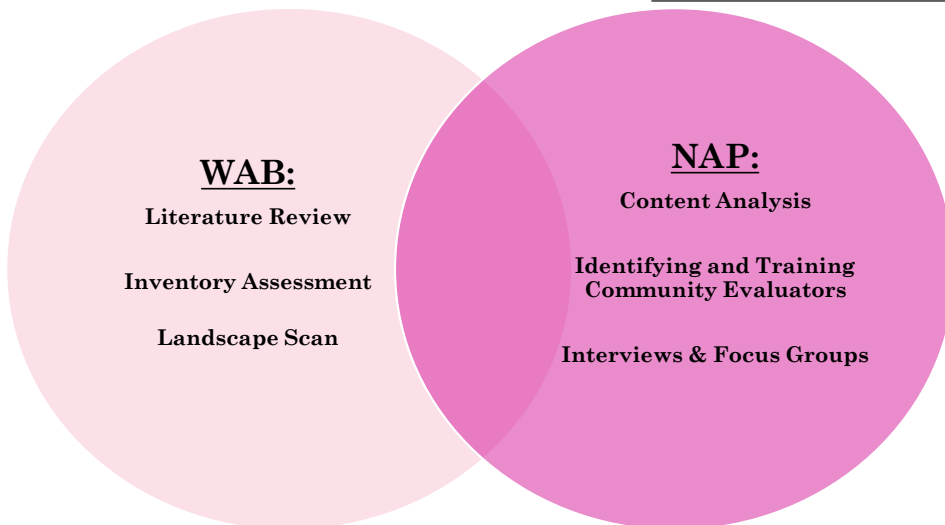 WAB:
Literature Review
Inventory Assessment
Landscape Scan
NAP:
Content Analysis
Identifying and Training
Community Evaluators
Interviews & Focus Groups